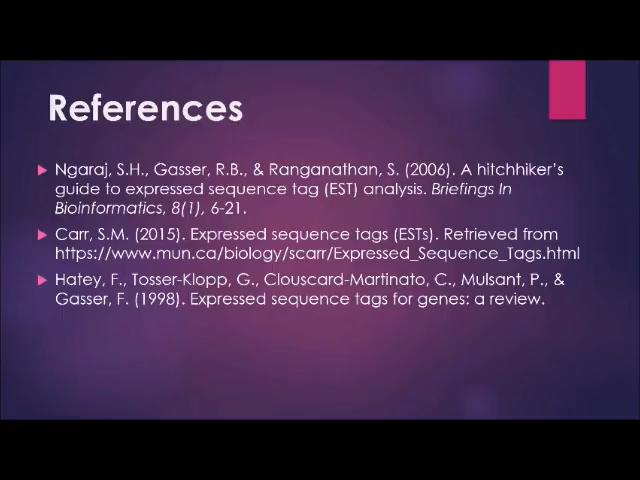 References
Ngaraj, S.H., Gasser, R.B., & Ranganathan, S. (2006). A hitchhiker's
guide to expressed sequence tag (EST) analysis. Briefings In
Bioinformatics, 8(1), 6-21.
Carr, S.M. (2015). Expressed sequence tags (ESTs). Retrieved from
https://www.mun.ca/biology/scarr/Expressed_Sequence_Tags.html
Hatey, F., Tosser-Klopp, G., Clouscard-Martinato, C., Mulsant, P., &
Gasser, F. (1998). Expressed sequence tags for genes: a review.